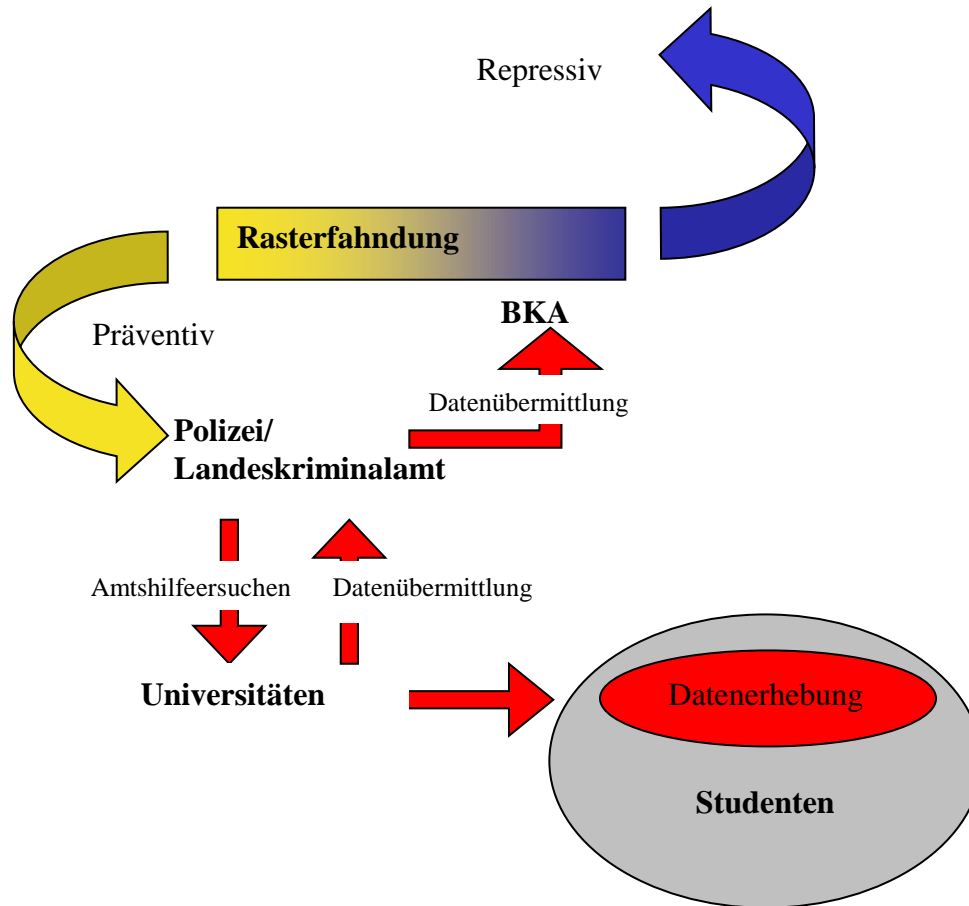 Repressiv
Rasterfahndung
BKA
Präventiv
Datenübermittlung
Polizei/
Landeskriminalamt
Amtshilfeersuchen
Datenübermittlung
Universitäten
Datenerhebung
Studenten